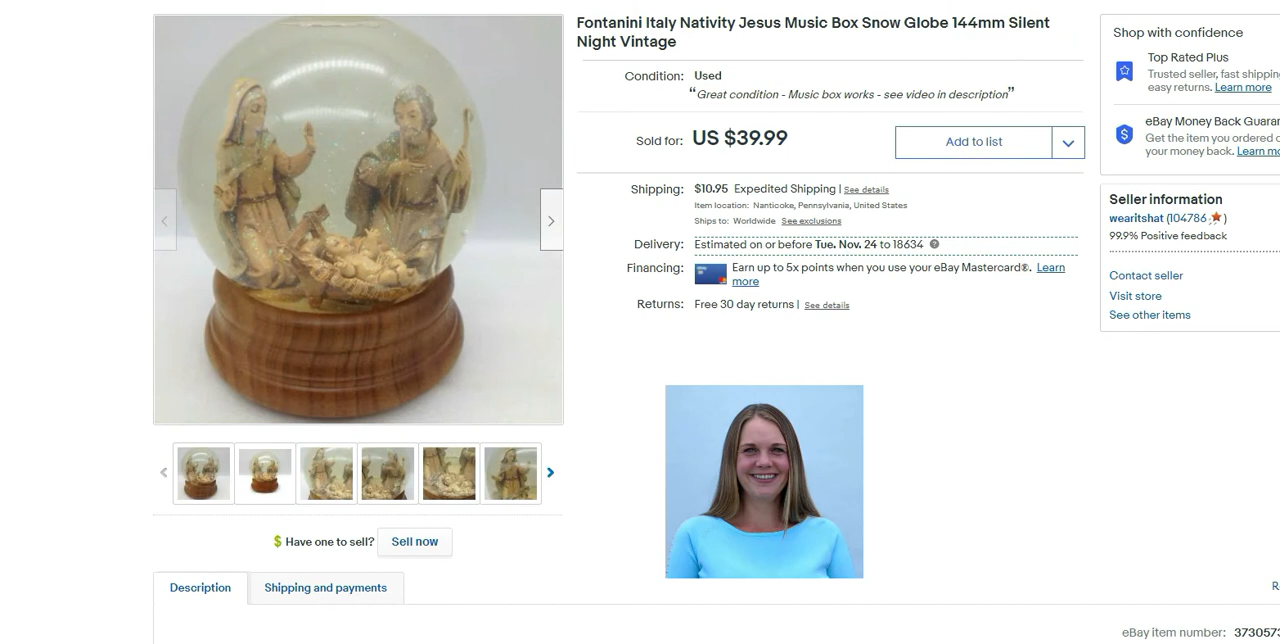 Fontanini Italy Nativity Jesus Music Box Snow Globe 144mm Silent
Night Vintage
Condition: Used
“Great condition - Music box works - see video in description”
Sold for: US $39.99
Add to list
Shipping: $10.95 Expedited Shipping | See details
Item location: Nanticoke, Pennsylvania, United States
Ships to: Worldwide See exclusions
Delivery: Estimated on or before Tue. Nov. 24 to 18634
Financing: Earn up to 5x points when you use your eBay Mastercard®. Learn
more
Returns: Free 30 day returns | See details
Shop with confidence
Top Rated Plus
Trusted seller, fast shipping
easy returns. Learn more
eBay Money Back Guarar
Get the item you ordered o
your money back. Learn mo
Seller information
wearitshat (104786 )
99.9% Positive feedback
Contact seller
Visit store
See other items
$ Have one to sell? Sell now
Description
Shipping and payments
R
eBay item number: 373057